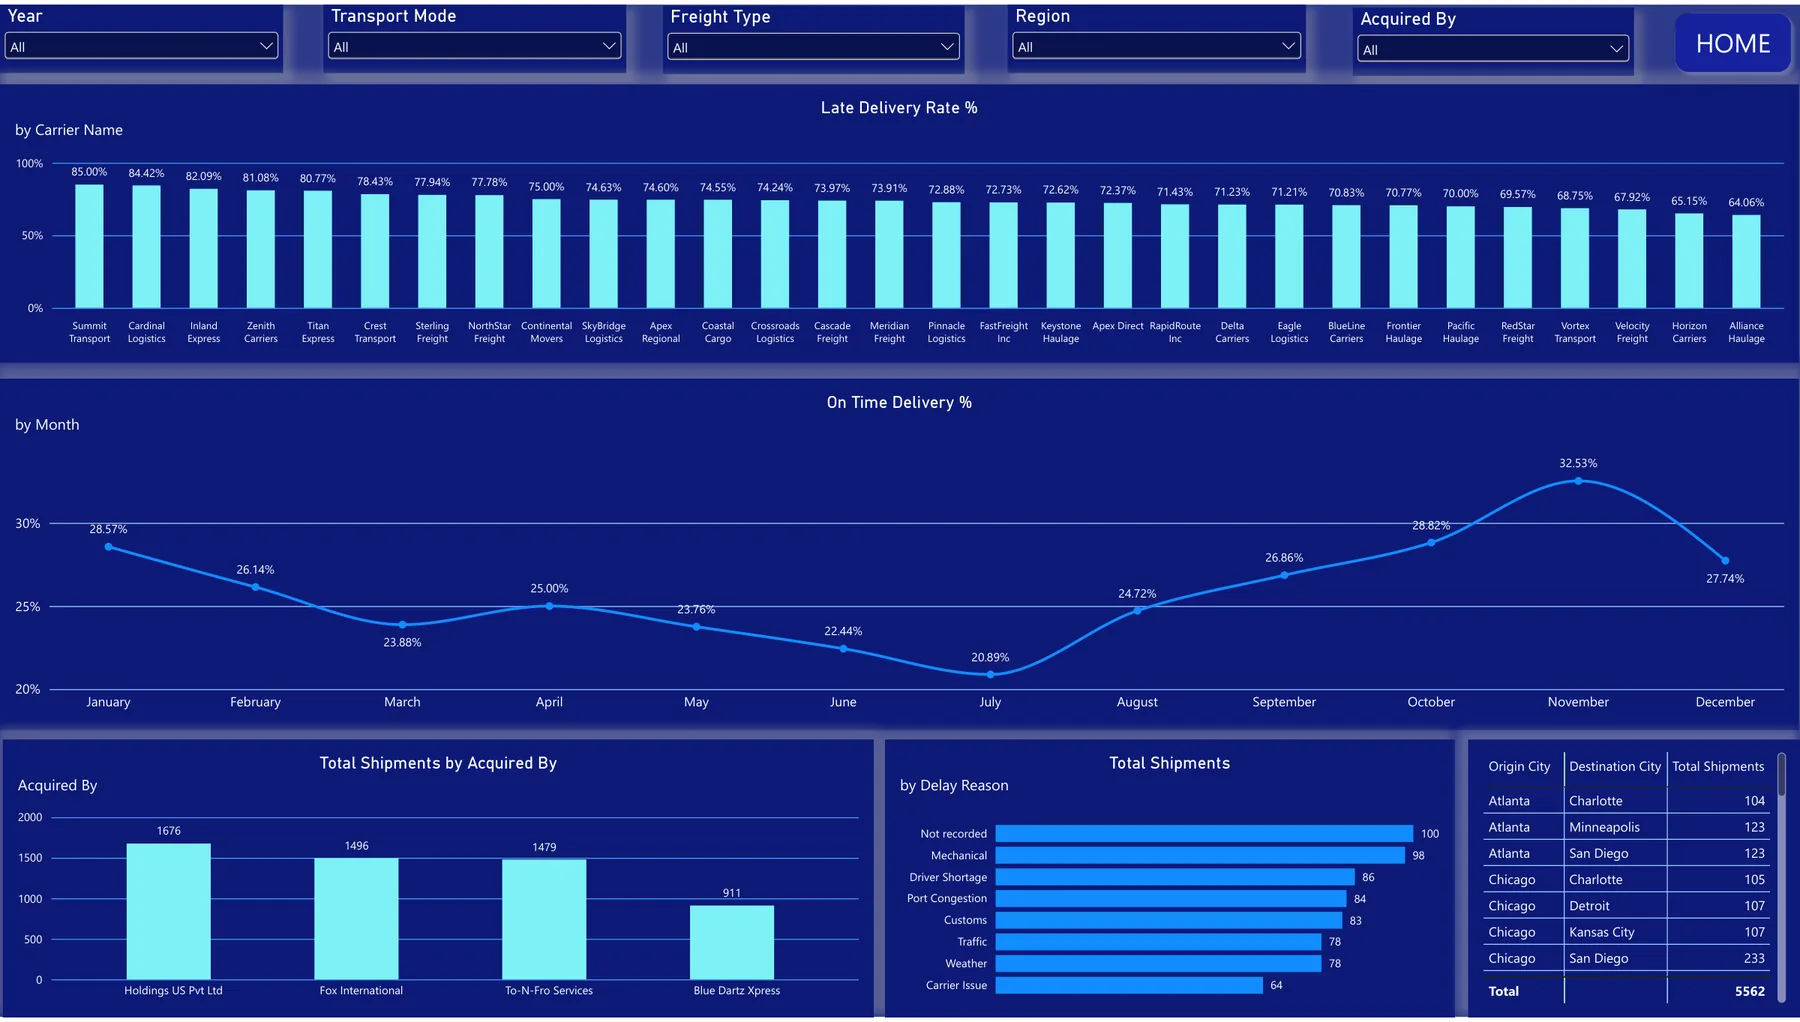 Year
Transport Mode
Freight Type
Region
Acquired By
All
All
All
All
All
HOME
Late Delivery Rate %
by Carrier Name
100%
50%
0%
85.00% 84.42% 82.09% 81.08% 80.77% 78.43% 77.94% 77.78% 75.00% 74.63% 74.60% 74.55% 74.24% 73.97% 73.91% 72.88% 72.73% 72.62% 72.37% 71.43% 71.23% 71.21% 70.83% 70.77% 70.00% 69.57% 68.75% 67.92% 65.15% 64.06%
Summit
Transport
Cardinal
Logistics
Inland
Express
Zenith
Carriers
Titan
Express
Crest
Transport
Sterling
Freight
NorthStar
Freight
Continental
Movers
SkyBridge
Logistics
Apex
Regional
Coastal
Cargo
Crossroads
Logistics
Cascade
Freight
Meridian
Freight
Pinnacle
Logistics
FastFreight
Inc
Keystone
Haulage
Apex Direct
RapidRoute
Inc
Delta
Carriers
Eagle
Logistics
BlueLine
Carriers
Frontier
Haulage
Pacific
Haulage
RedStar
Freight
Vortex
Transport
Velocity
Freight
Horizon
Carriers
Alliance
Haulage
On Time Delivery %
by Month
30%
25%
20%
28.57% 26.14% 23.88% 25.00% 23.76% 22.44% 20.89% 24.72% 26.86% 28.82% 32.53% 27.74%
January February March April May June July August September October November December
Total Shipments by Acquired By
Acquired By
2000
1500
1000
500
0
1676 1496 1479 911
Holdings US Pvt Ltd Fox International To-N-Fro Services Blue Dartz Xpress
Total Shipments
by Delay Reason
Not recorded 100
Mechanical 98
Driver Shortage 86
Port Congestion 84
Customs 83
Traffic 78
Weather 78
Carrier Issue 64
Origin City Destination City Total Shipments
Atlanta Charlotte 104
Atlanta Minneapolis 123
Atlanta San Diego 123
Chicago Charlotte 105
Chicago Detroit 107
Chicago Kansas City 107
Chicago San Diego 233
Total 5562